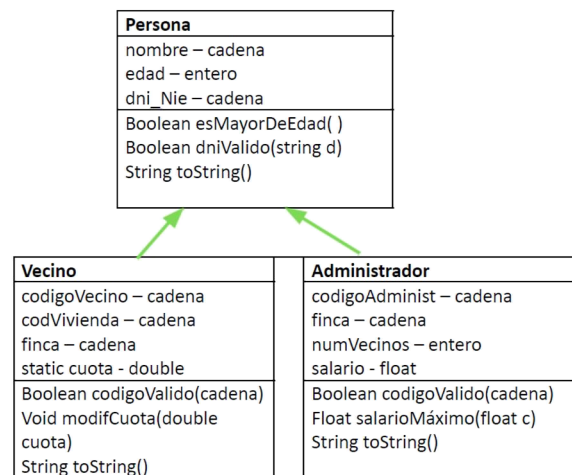 Persona
nombre – cadena
edad – entero
dni_Nie – cadena
Boolean esMayorDeEdad( )
Boolean dniValido(string d)
String toString()
Vecino
codigoVecino – cadena
codVivienda – cadena
finca – cadena
static cuota - double
Boolean codigoValido(cadena)
Void modifCuota(double
cuota)
String toString()
Administrador
codigoAdminist – cadena
finca – cadena
numVecinos – entero
salario - float
Boolean codigoValido(cadena)
Float salarioMáximo(float c)
String toString()